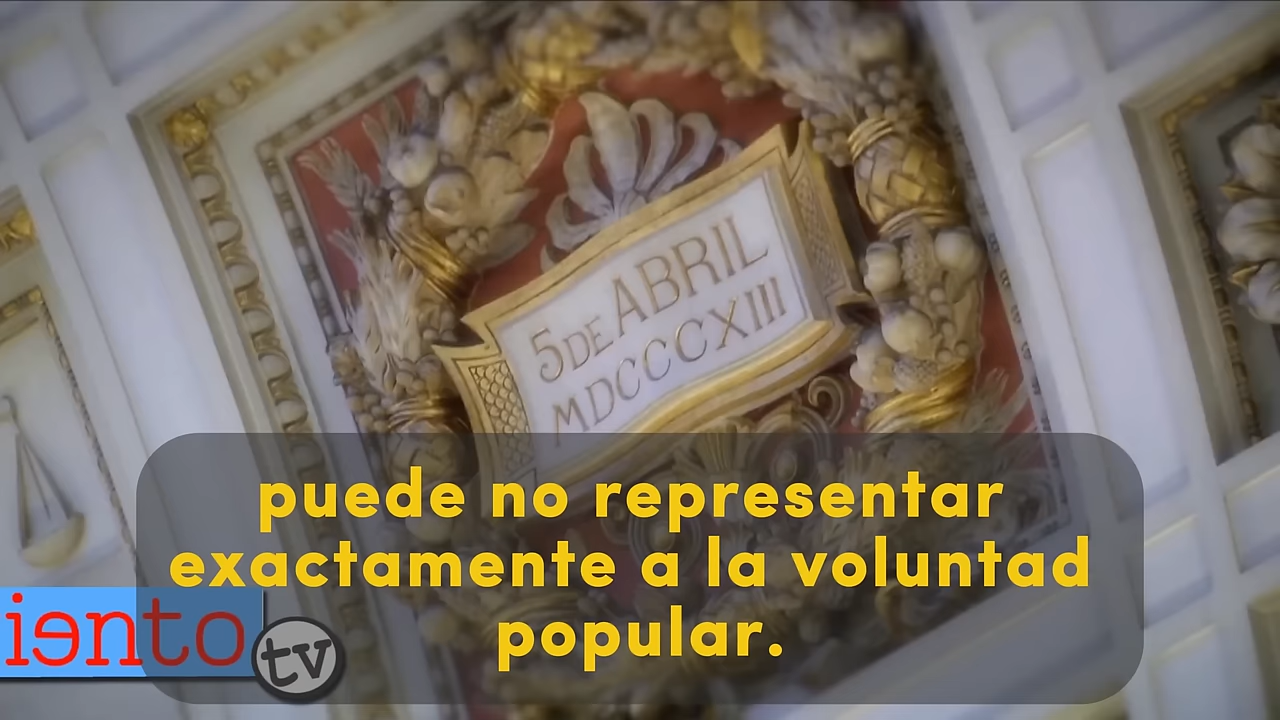 5 DE ABRIL
MDCCCXIII
puede no representar
exactamente a la voluntad
popular.
iento
tv